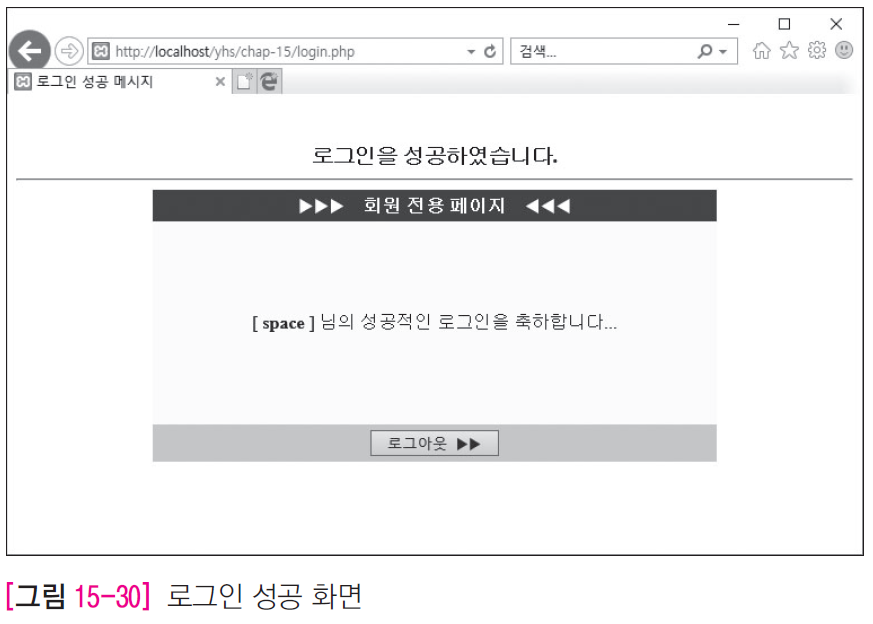 http://localhost/yhs/chap-15/login.php
검색...
로그인 성공 메시지
로그인을 성공하였습니다.
▶▶▶ 회원 전용 페이지 ◀◀◀
[ space ] 님의 성공적인 로그인을 축하합니다...
로그아웃 ▶▶
[그림 15-30] 로그인 성공 화면